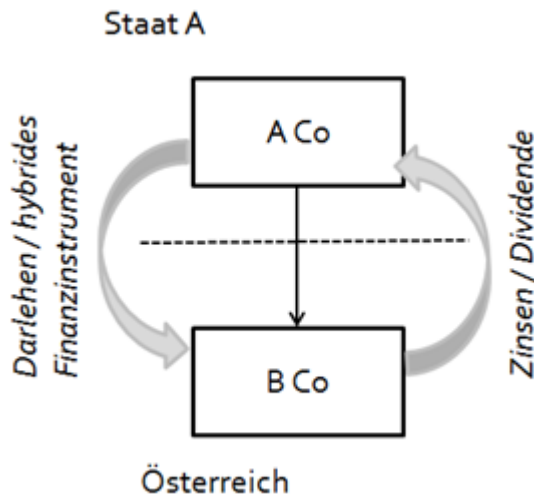 Staat A
A Co
Darlehen / hybrides
Finanzinstrument
Zinsen / Dividende
B Co
Österreich